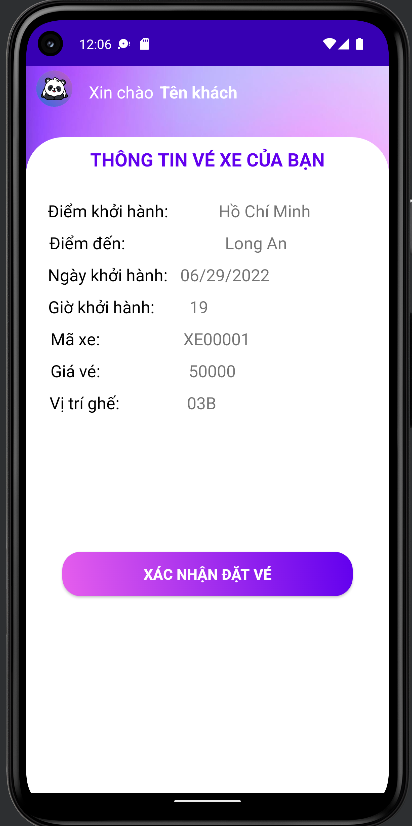 12:06
Xin chào Tên khách
THÔNG TIN VÉ XE CỦA BẠN
Điểm khởi hành: Hồ Chí Minh
Điểm đến: Long An
Ngày khởi hành: 06/29/2022
Giờ khởi hành: 19
Mã xe: XE00001
Giá vé: 50000
Vị trí ghế: 03B
XÁC NHẬN ĐẶT VÉ